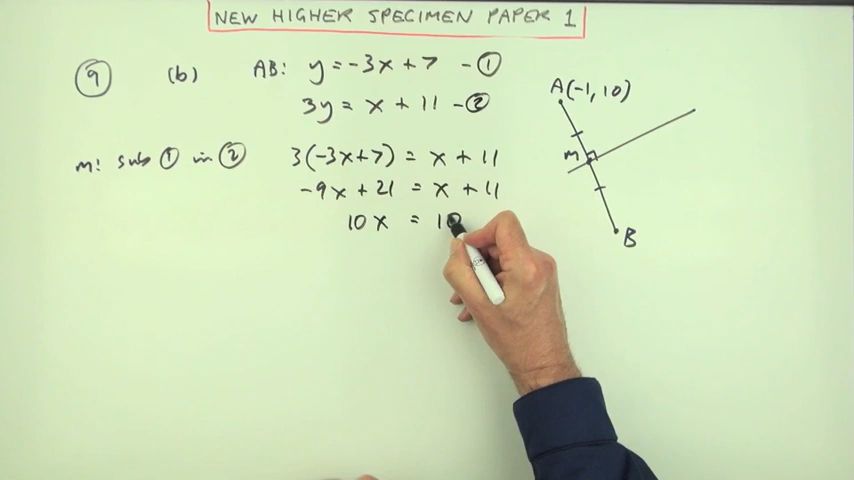 NEW HIGHER SPECIMEN PAPER 1
9 (b) AB: y = -3x + 7 - ①
3y = x + 11 - ②
A(-1, 10)
M: sub ① in ② 3(-3x+7) = x + 11
M
-9x + 21 = x + 11
10x = 10
B